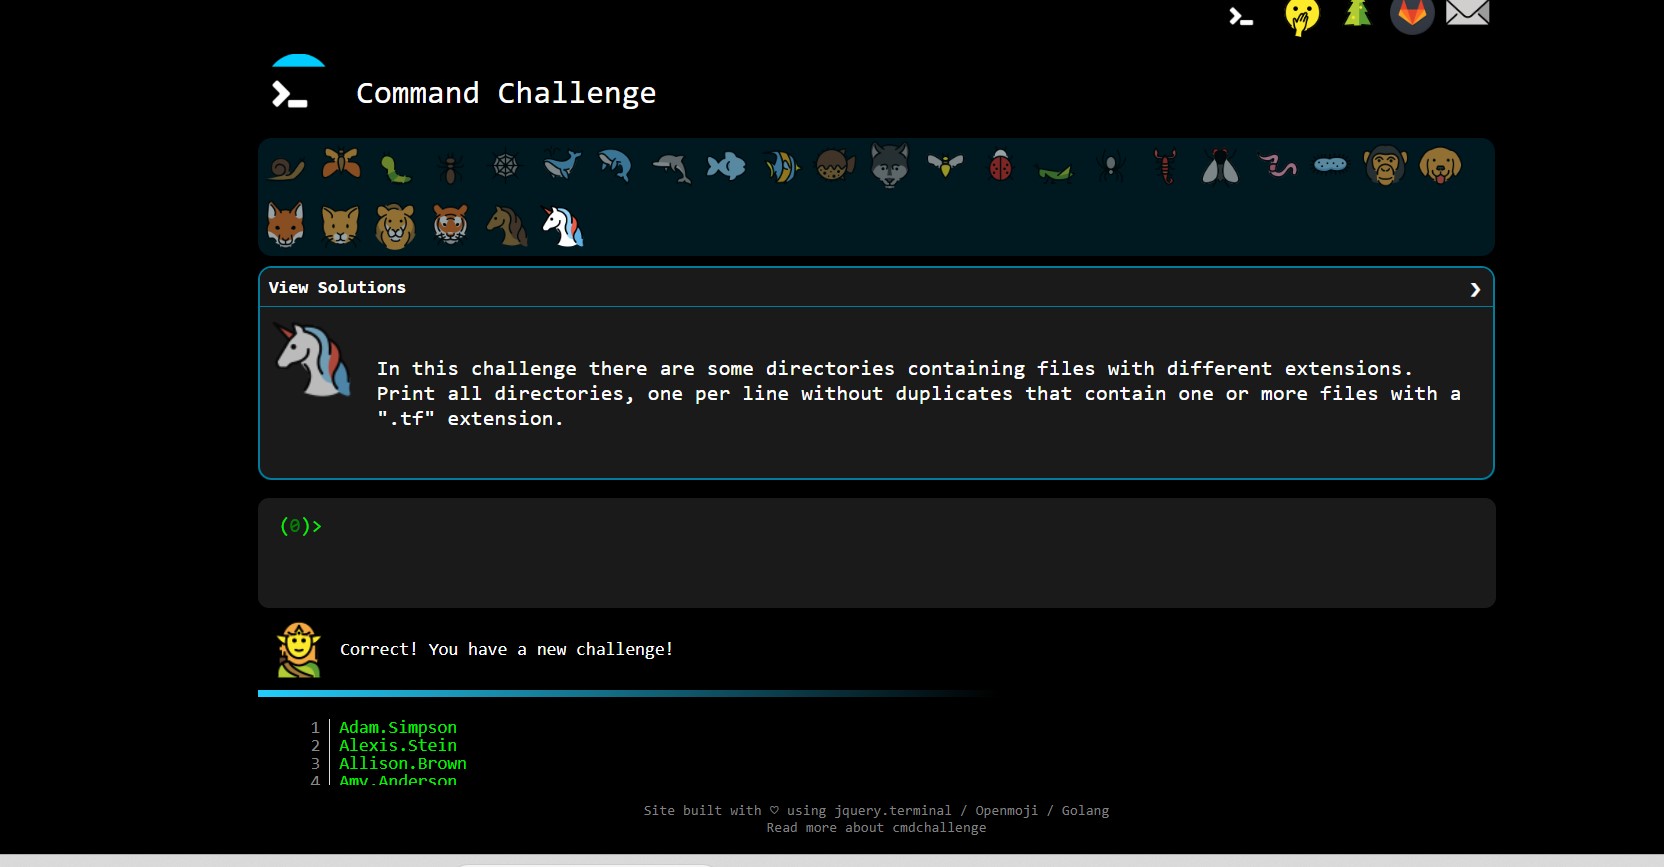 Command Challenge
View Solutions
In this challenge there are some directories containing files with different extensions.
Print all directories, one per line without duplicates that contain one or more files with a
".tf" extension.
(0)>
Correct! You have a new challenge!
1 Adam.Simpson
2 Alexis.Stein
3 Allison.Brown
4 Amy.Anderson
Site built with ♡ using jquery.terminal / Openmoji / Golang
Read more about cmdchallenge